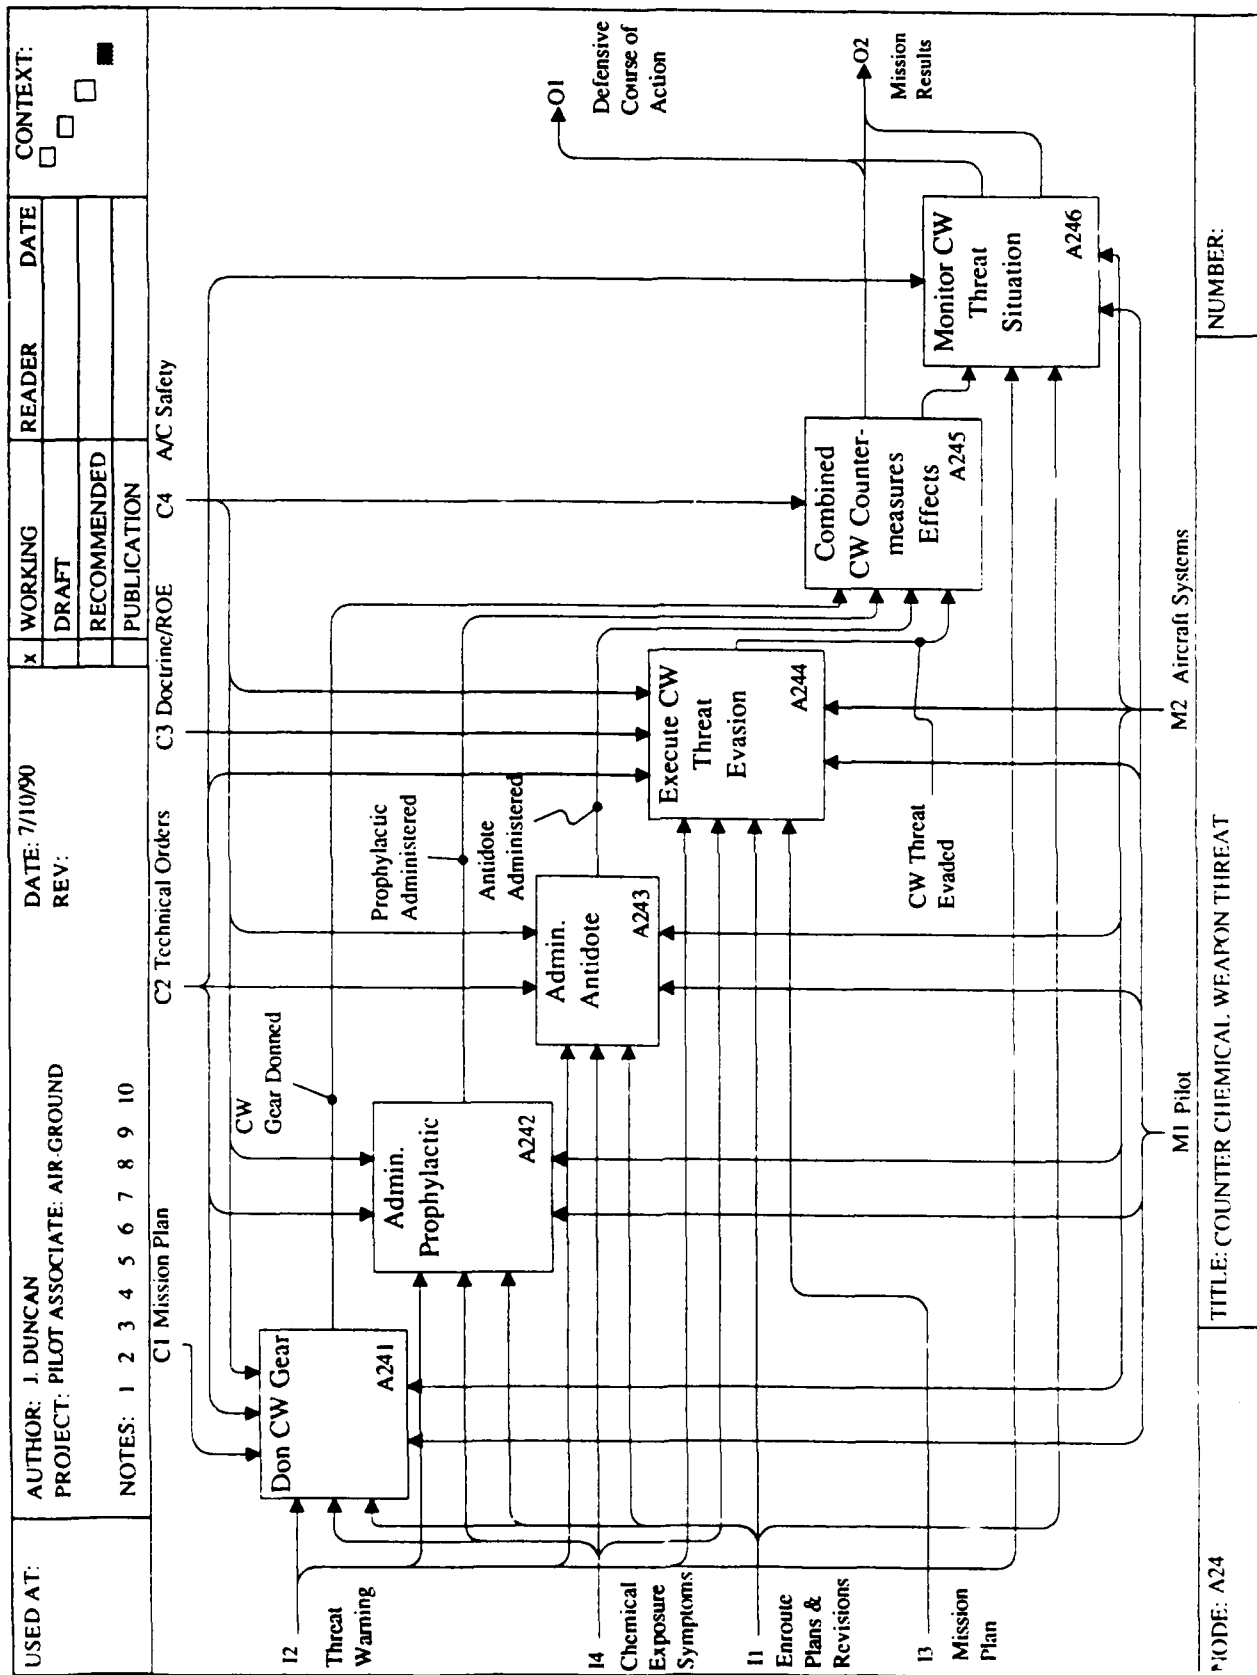 USED AT:
AUTHOR: J. DUNCAN
PROJECT: PILOT ASSOCIATE: AIR-GROUND
NOTES: 1 2 3 4 5 6 7 8 9 10
DATE: 7/10/90
REV:
x WORKING
DRAFT
RECOMMENDED
PUBLICATION
READER
DATE
CONTEXT:
C1 Mission Plan
C2 Technical Orders
C3 Doctrine/ROE
C4
A/C Safety
I2
Threat
Warning
I4
Chemical
Exposure
Symptoms
I1
Enroute
Plans &
Revisions
I3
Mission
Plan
Don CW Gear
A241
CW
Gear Donned
Admin.
Prophylactic
A242
Prophylactic
Administered
Admin.
Antidote
A243
Antidote
Administered
Execute CW
Threat
Evasion
A244
CW Threat
Evaded
Combined
CW Counter-
measures
Effects
A245
Monitor CW
Threat
Situation
A246
O1
Defensive
Course of
Action
O2
Mission
Results
M1 Pilot
M2 Aircraft Systems
NODE: A24
TITLE: COUNTER CHEMICAL WEAPON THREAT
NUMBER: